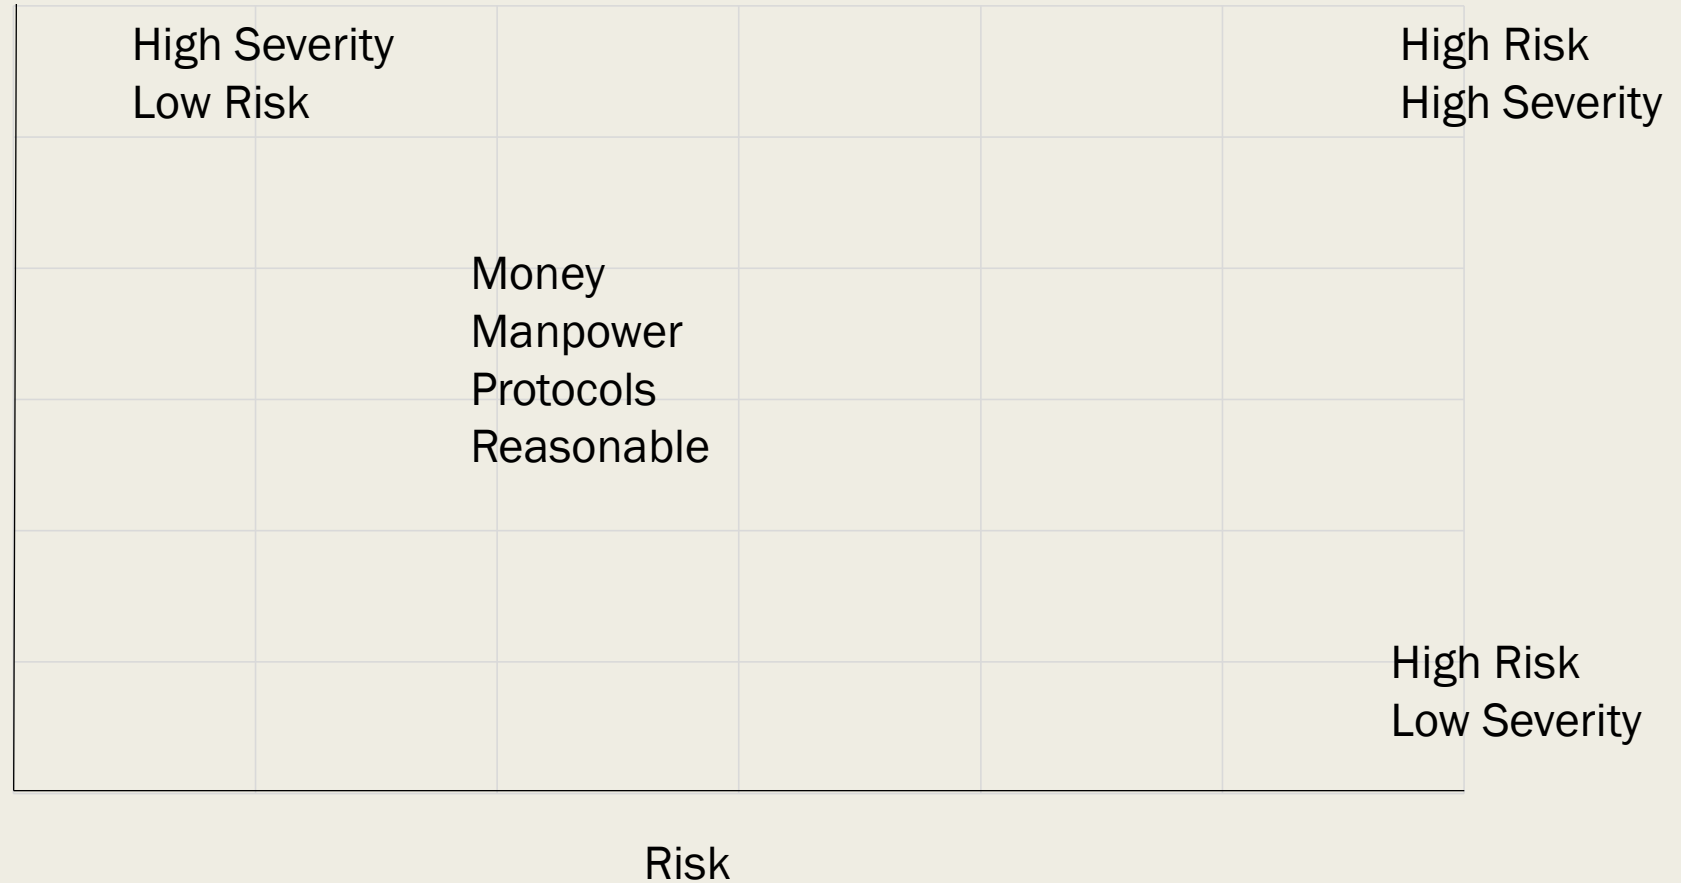 High Severity
Low Risk
High Risk
High Severity
Money
Manpower
Protocols
Reasonable
High Risk
Low Severity
Risk